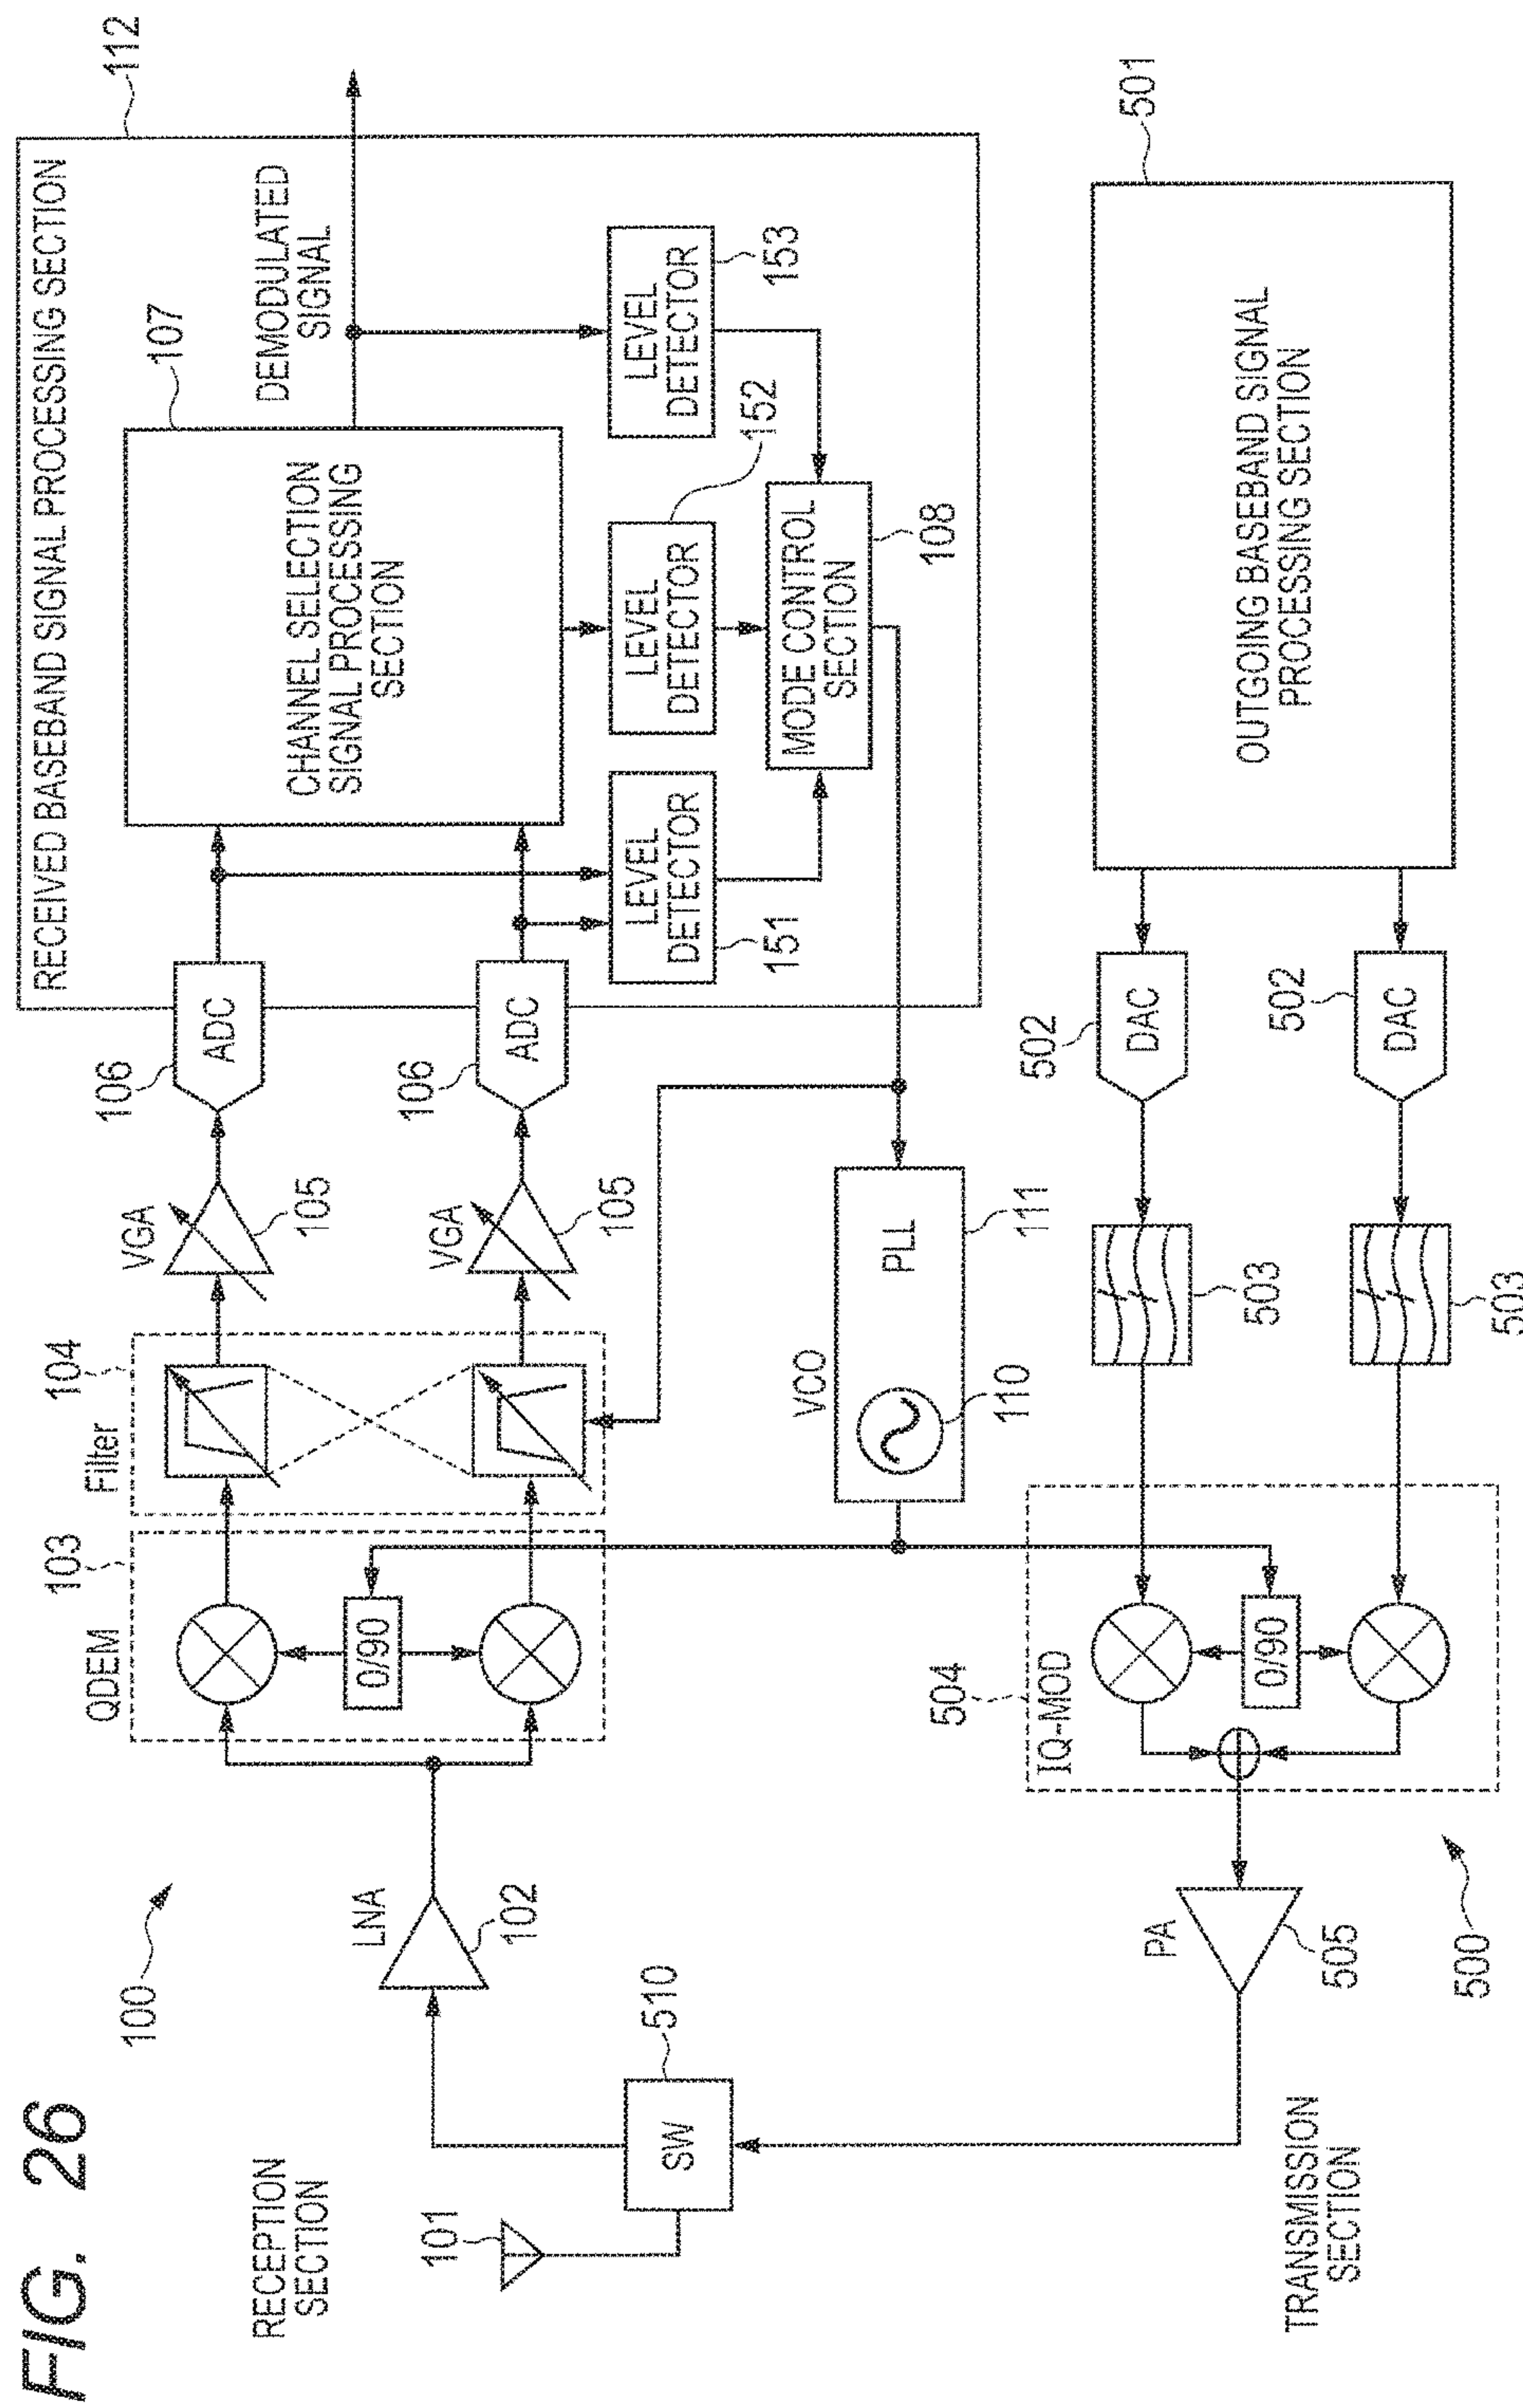 FIG. 26
100
RECEPTION
SECTION
101
SW
510
LNA
102
QDEM
103
0/90
Filter
104
VGA
105
VGA
105
106
ADC
106
ADC
RECEIVED BASEBAND SIGNAL PROCESSING SECTION
112
CHANNEL SELECTION
SIGNAL PROCESSING
SECTION
107
DEMODULATED
SIGNAL
LEVEL
DETECTOR
151
LEVEL
DETECTOR
152
LEVEL
DETECTOR
153
MODE CONTROL
SECTION
108
VCO
110
PLL
111
TRANSMISSION
SECTION
PA
505
500
504
IQ-MOD
0/90
503
503
502
DAC
502
DAC
OUTGOING BASEBAND SIGNAL
PROCESSING SECTION
501